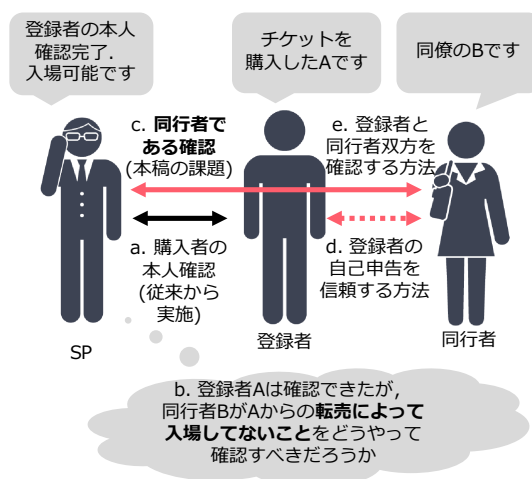 登録者の本人
確認完了.
入場可能です
チケットを
購入したAです
同僚のBです
c. 同行者で
ある確認
(本稿の課題)
e. 登録者と
同行者双方を
確認する方法
a. 購入者の
本人確認
(従来から
実施)
d. 登録者の
自己申告を
信頼する方法
SP
登録者
同行者
b. 登録者Aは確認できたが,
同行者BがAからの転売によって
入場してないことをどうやって
確認すべきだろうか